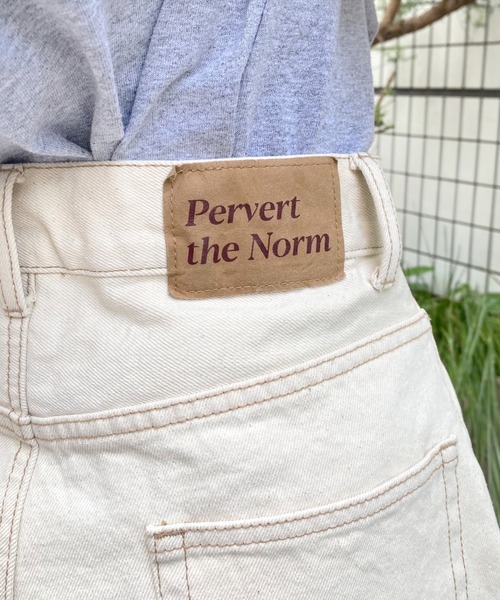 Pervert
the Norm